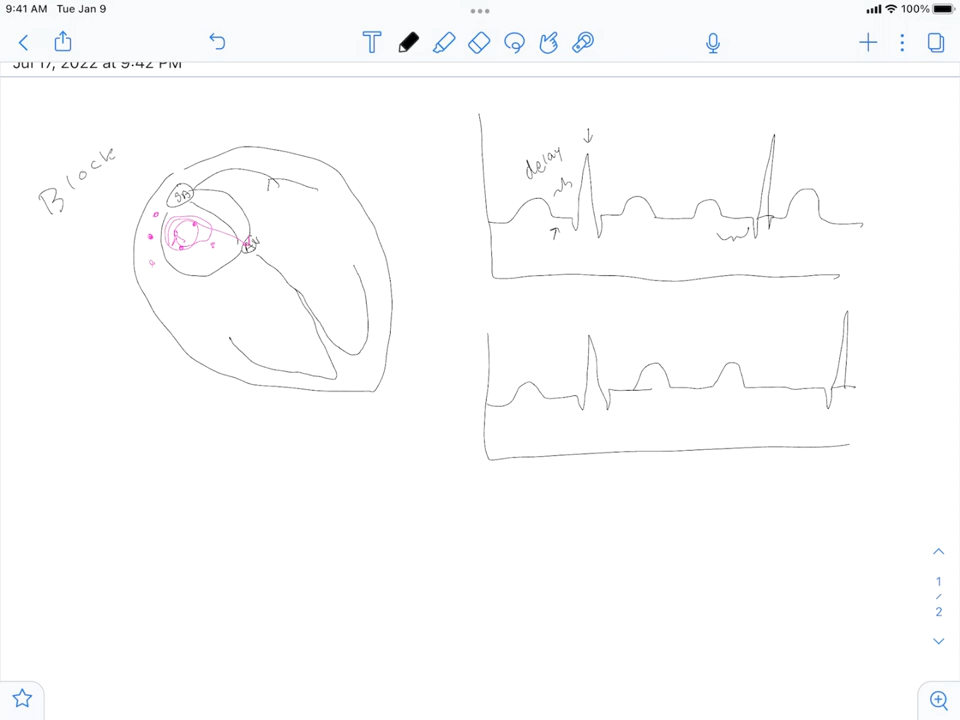 9:41 AM Tue Jan 9
100%
Jul 17, 2022 at 9:42 PM
T
Block
SA
AV
delay
1
/
2